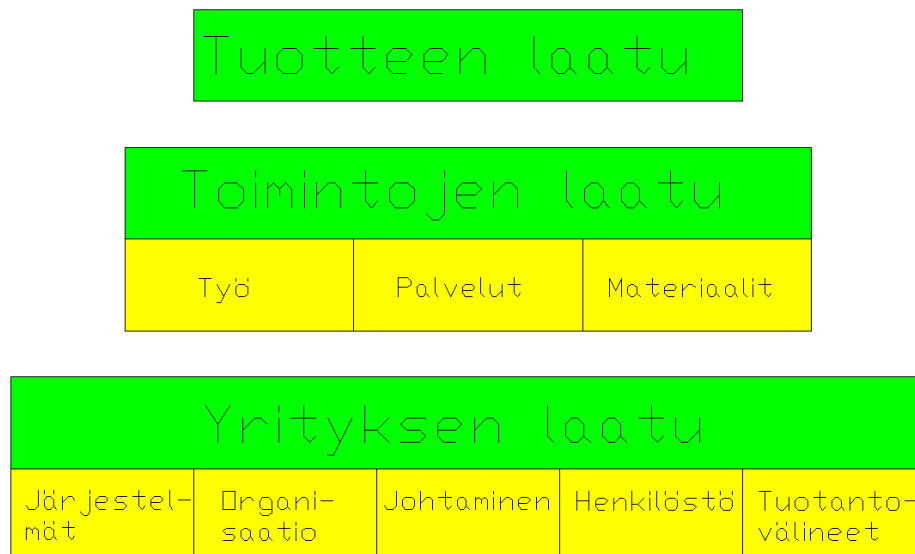 Tuotteen laatu
Toimintojen laatu
Työ
Palvelut
Materiaalit
Yrityksen laatu
Järjestel-
mät
Organi-
saatio
Johtaminen
Henkilöstö
Tuotanto-
välineet